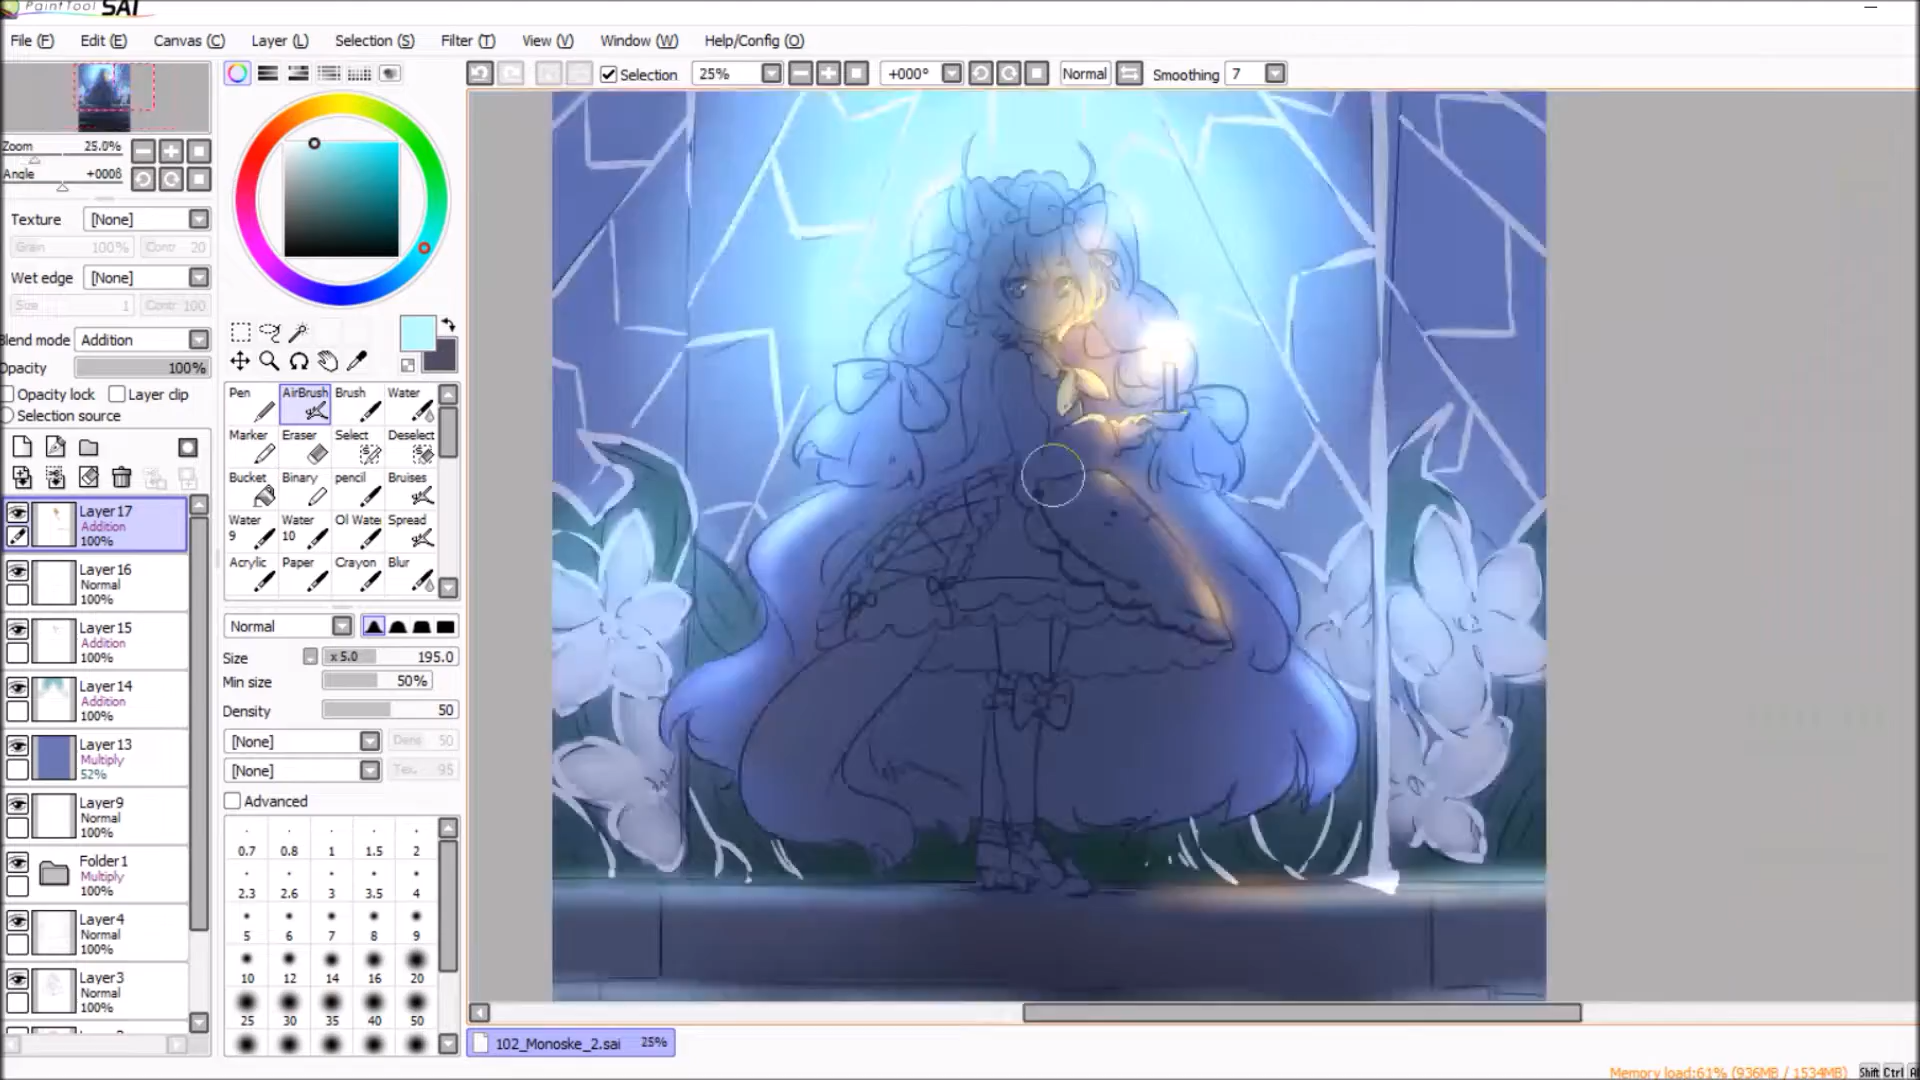 PaintTool SAI
File (F) Edit (E) Canvas (C) Layer (L) Selection (S) Filter (T) View (V) Window (W) Help/Config (O)
Selection 25% +000° Normal Smoothing 7
Zoom 25.0%
Angle +000ß
Texture [None]
Grain 100% Contr 20
Wet edge [None]
Size 1 Contr 100
Blend mode Addition
Opacity 100%
Opacity lock Layer clip
Selection source
Pen AirBrush Brush Water
Marker Eraser Select Deselect
Bucket Binary pencil Bruises
Water 9 Water 10 Ol Wate Spread
Acrylic Paper Crayon Blur
Layer17
Addition
100%
Layer16
Normal
100%
Layer15
Addition
100%
Layer14
Addition
100%
Layer13
Multiply
52%
Layer9
Normal
100%
Folder1
Multiply
100%
Layer4
Normal
100%
Layer3
Normal
100%
Normal
Size x 5.0 195.0
Min size 50%
Density 50
[None] Dens 50
[None] Tex. 95
Advanced
0.7 0.8 1 1.5 2
2.3 2.6 3 3.5 4
5 6 7 8 9
10 12 14 16 20
25 30 35 40 50
102_Monoske_2.sai 25%
Memory load:61% (936MB / 1534MB) Shift Ctrl